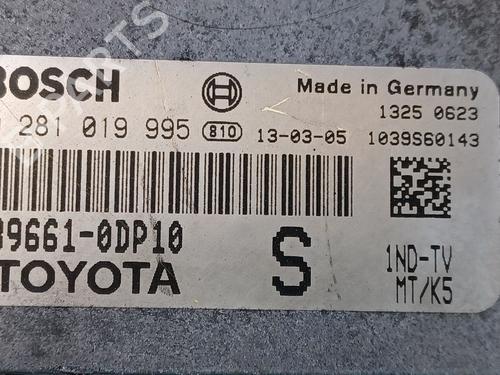 BOSCH
Made in Germany
1325 0623
281 019 995 810 13-03-05 1039S60143
89661-0DP10
TOYOTA
S
1ND-TV
MT/K5